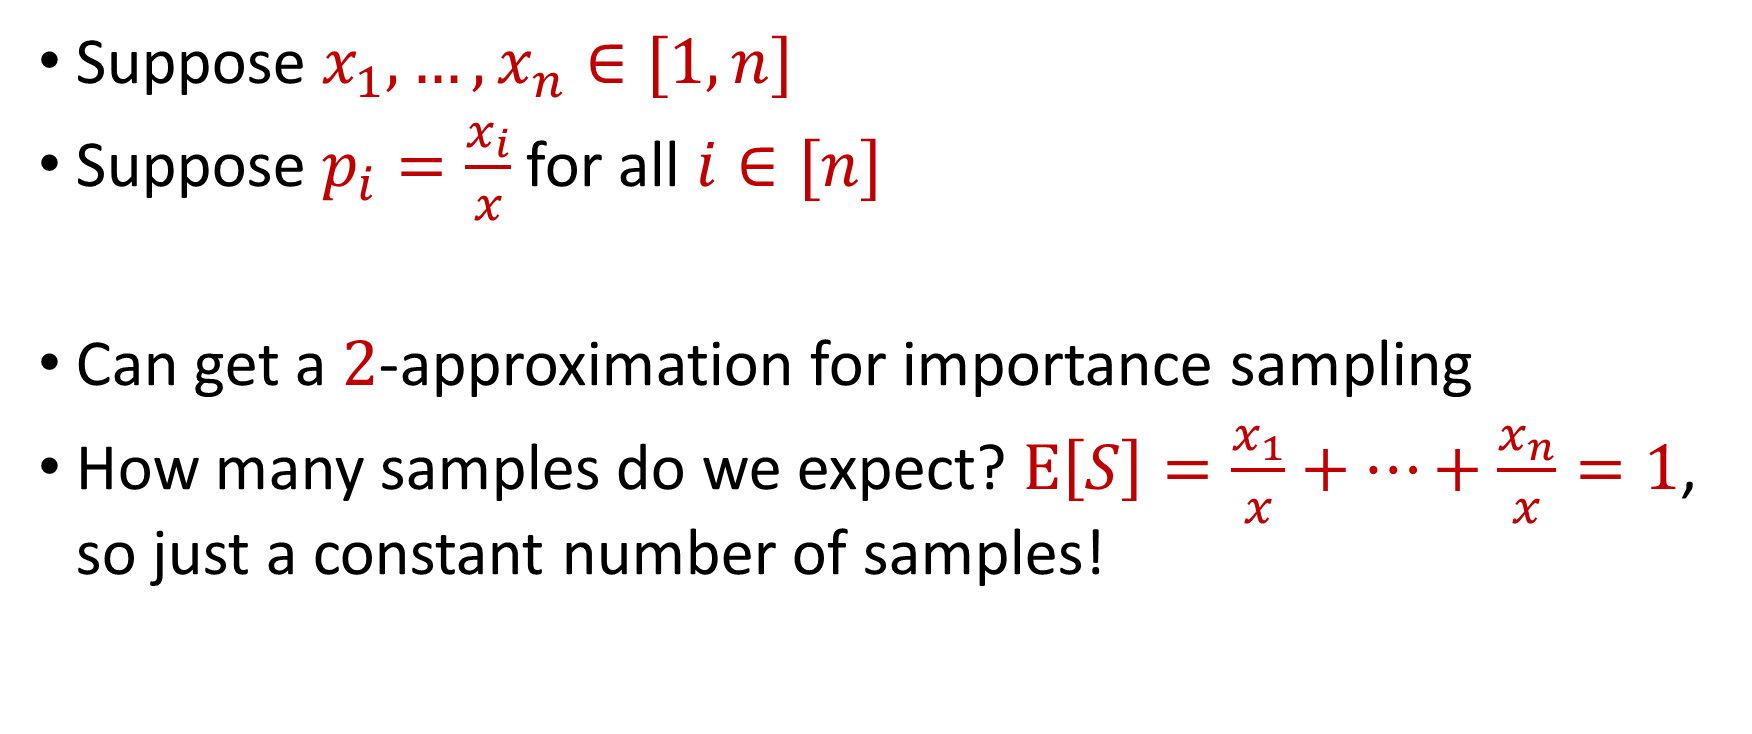 • Suppose x₁, … , xₙ ∈ [1, n]
• Suppose pᵢ = xᵢ/x for all i ∈ [n]
• Can get a 2-approximation for importance sampling
• How many samples do we expect? E[S] = x₁/x + ⋯ + xₙ/x = 1,
so just a constant number of samples!